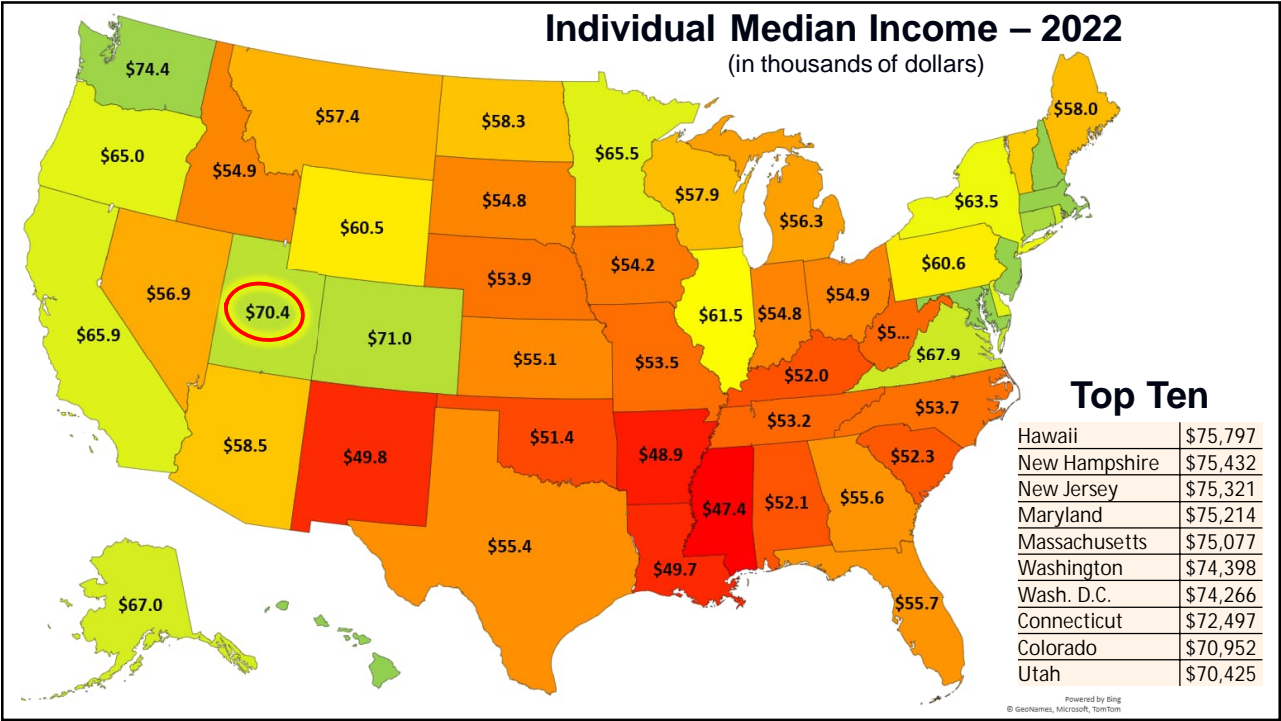 Individual Median Income – 2022
(in thousands of dollars)
$74.4
$57.4
$58.3
$58.0
$65.0
$65.5
$54.9
$57.9
$54.8
$63.5
$56.3
$60.5
$60.6
$54.2
$53.9
$56.9
$54.9
$70.4
$54.8
$61.5
$5...
$65.9
$71.0
$67.9
$55.1
$53.5
$52.0
$53.7
$53.2
$51.4
$58.5
$49.8
$48.9
$52.3
$47.4
$52.1
$55.6
$55.4
$49.7
$67.0
$55.7
Top Ten
Hawaii $75,797
New Hampshire $75,432
New Jersey $75,321
Maryland $75,214
Massachusetts $75,077
Washington $74,398
Wash. D.C. $74,266
Connecticut $72,497
Colorado $70,952
Utah $70,425
Powered by Bing
© GeoNames, Microsoft, TomTom